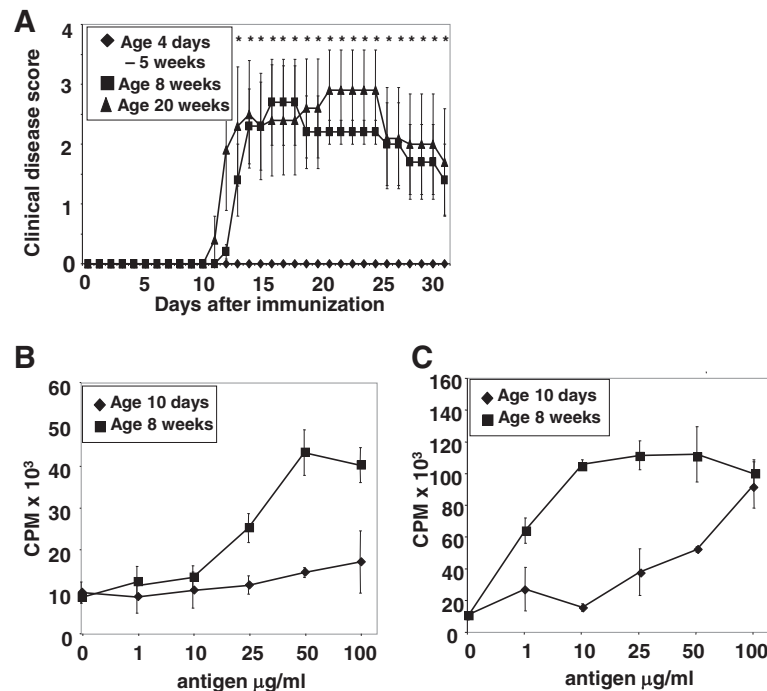 A
Clinical disease score
4
3
2
1
0
Age 4 days
– 5 weeks
Age 8 weeks
Age 20 weeks
* * * * * * * * * * * * * * * * * *
0 5 10 15 20 25 30
Days after immunization
B
CPM x 10³
60
50
40
30
20
10
0
Age 10 days
Age 8 weeks
0 1 10 25 50 100
antigen µg/ml
C
CPM x 10³
160
140
120
100
80
60
40
20
0
Age 10 days
Age 8 weeks
0 1 10 25 50 100
antigen µg/ml